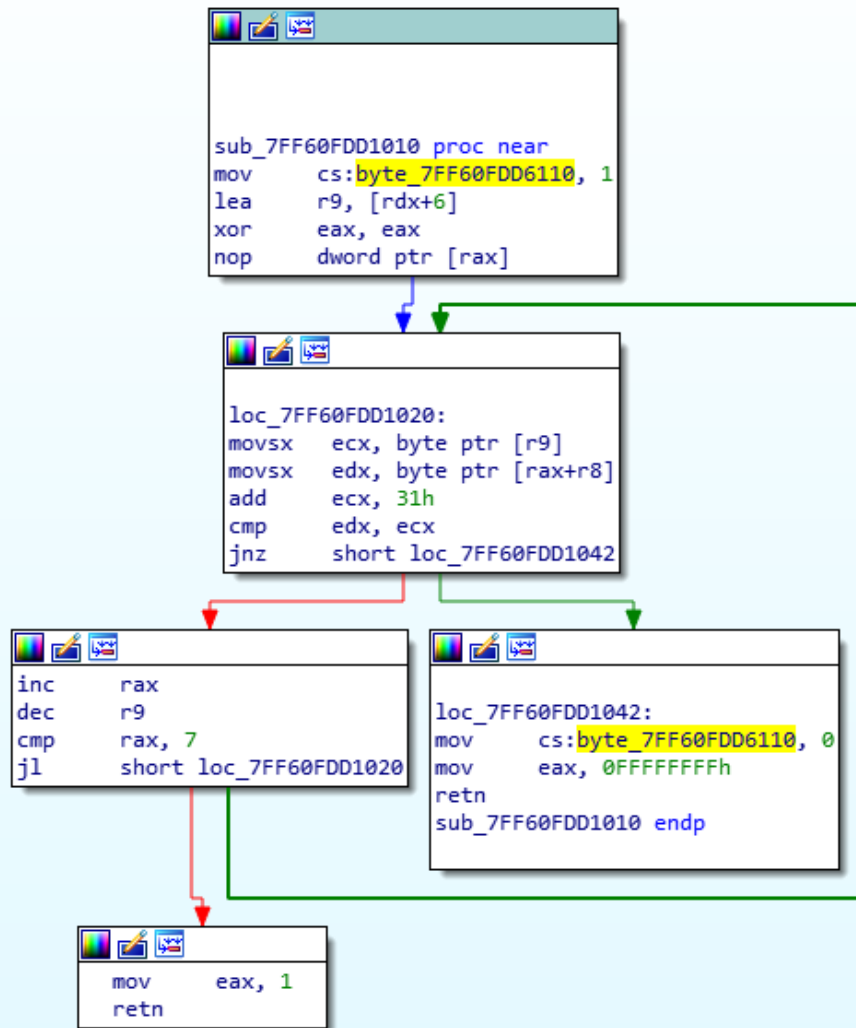 sub_7FF60FDD1010 proc near
mov cs:byte_7FF60FDD6110, 1
lea r9, [rdx+6]
xor eax, eax
nop dword ptr [rax]
loc_7FF60FDD1020:
movsx ecx, byte ptr [r9]
movsx edx, byte ptr [rax+r8]
add ecx, 31h
cmp edx, ecx
jnz short loc_7FF60FDD1042
inc rax
dec r9
cmp rax, 7
jl short loc_7FF60FDD1020
loc_7FF60FDD1042:
mov cs:byte_7FF60FDD6110, 0
mov eax, 0FFFFFFFFh
retn
sub_7FF60FDD1010 endp
mov eax, 1
retn